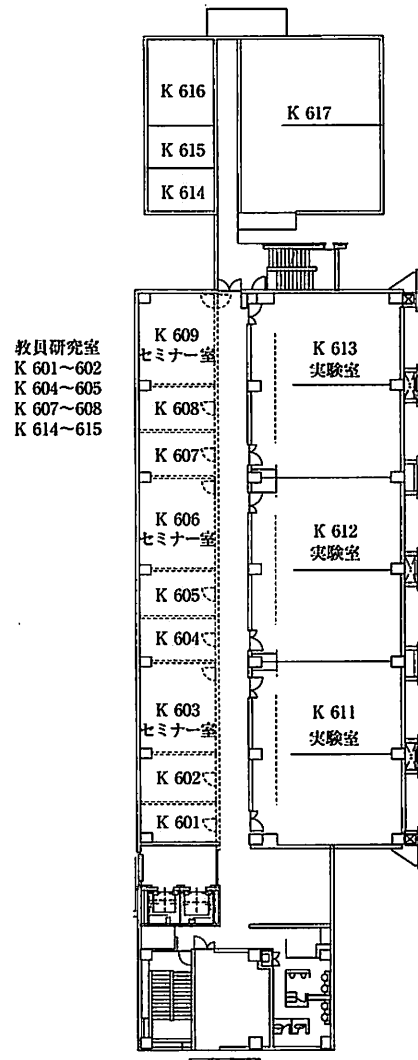 K 616
K 617
K 615
K 614
教員研究室
K 601～602
K 604～605
K 607～608
K 614～615
K 609
セミナー室
K 613
実験室
K 608
K 607
K 606
セミナー室
K 612
実験室
K 605
K 604
K 603
セミナー室
K 611
実験室
K 602
K 601